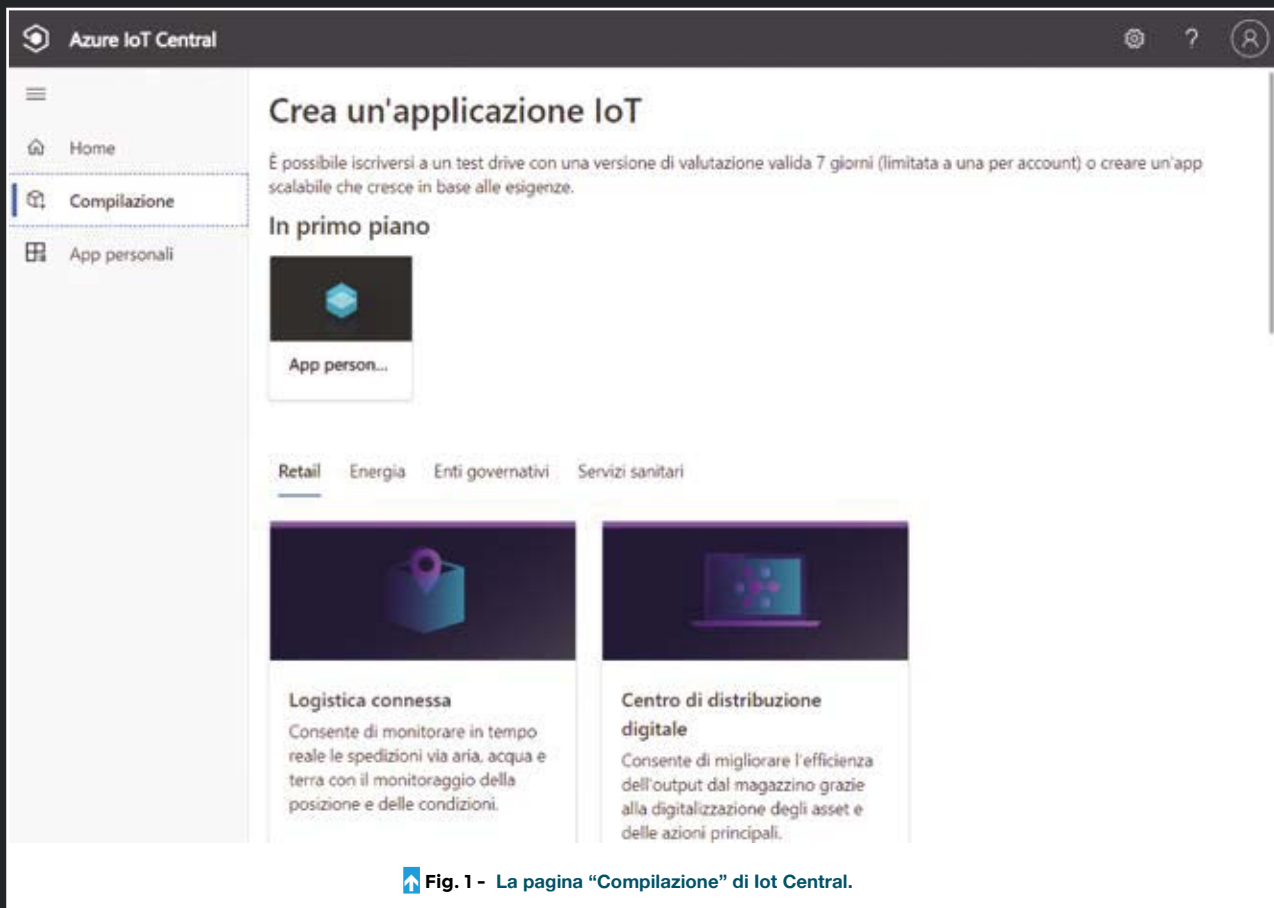 Azure IoT Central
?
Home
Compilazione
App personali
Crea un'applicazione IoT
È possibile iscriversi a un test drive con una versione di valutazione valida 7 giorni (limitata a una per account) o creare un'app
scalabile che cresce in base alle esigenze.
In primo piano
App person...
Retail Energia Enti governativi Servizi sanitari
Logistica connessa
Consente di monitorare in tempo
reale le spedizioni via aria, acqua e
terra con il monitoraggio della
posizione e delle condizioni.
Centro di distribuzione
digitale
Consente di migliorare l'efficienza
dell'output dal magazzino grazie
alla digitalizzazione degli asset e
delle azioni principali.
Fig. 1 - La pagina “Compilazione” di Iot Central.